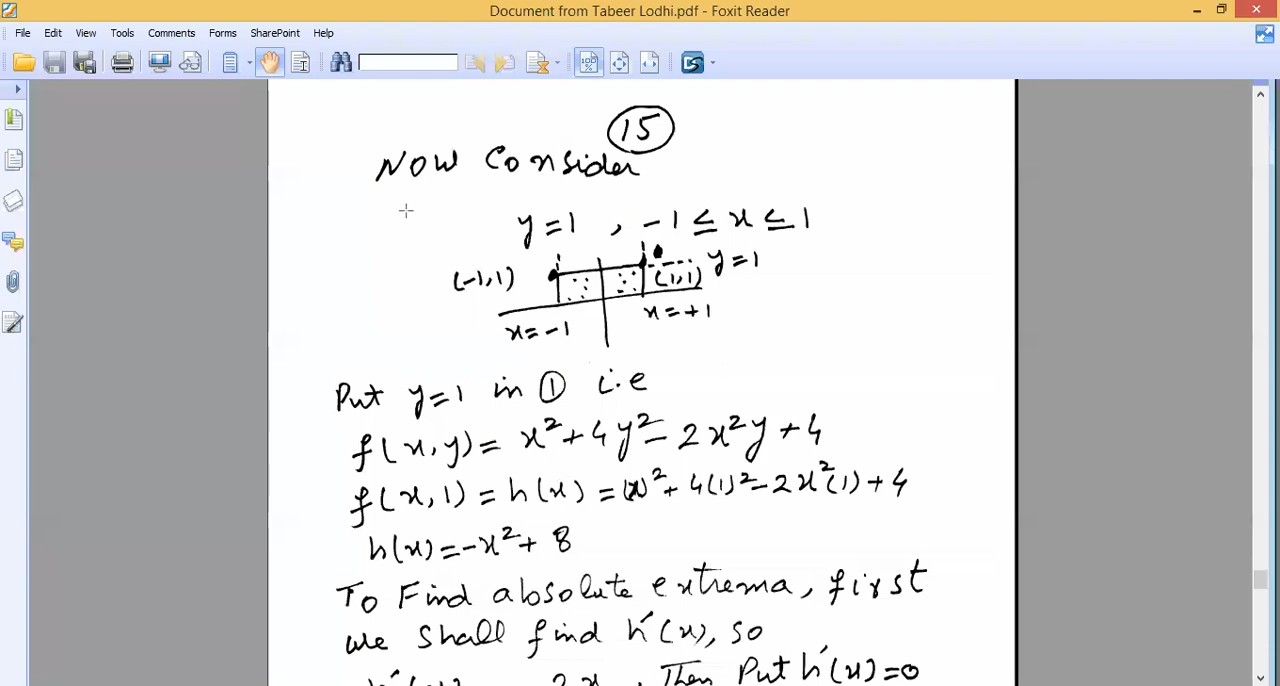 Document from Tabeer Lodhi.pdf - Foxit Reader
File Edit View Tools Comments Forms SharePoint Help
15
Now Consider
y=1 , -1 ≤ x ≤ 1
(-1,1) (1,1) y=1
x=-1 x=+1
Put y=1 in ① i.e
f(x,y) = x²+4y²-2x²y+4
f(x,1) = h(x) = (x)²+4(1)²-2x²(1)+4
h(x)=-x²+8
To Find absolute extrema, first
we shall find h'(x), so
h'(x) 2x, Then Put h'(x)=0